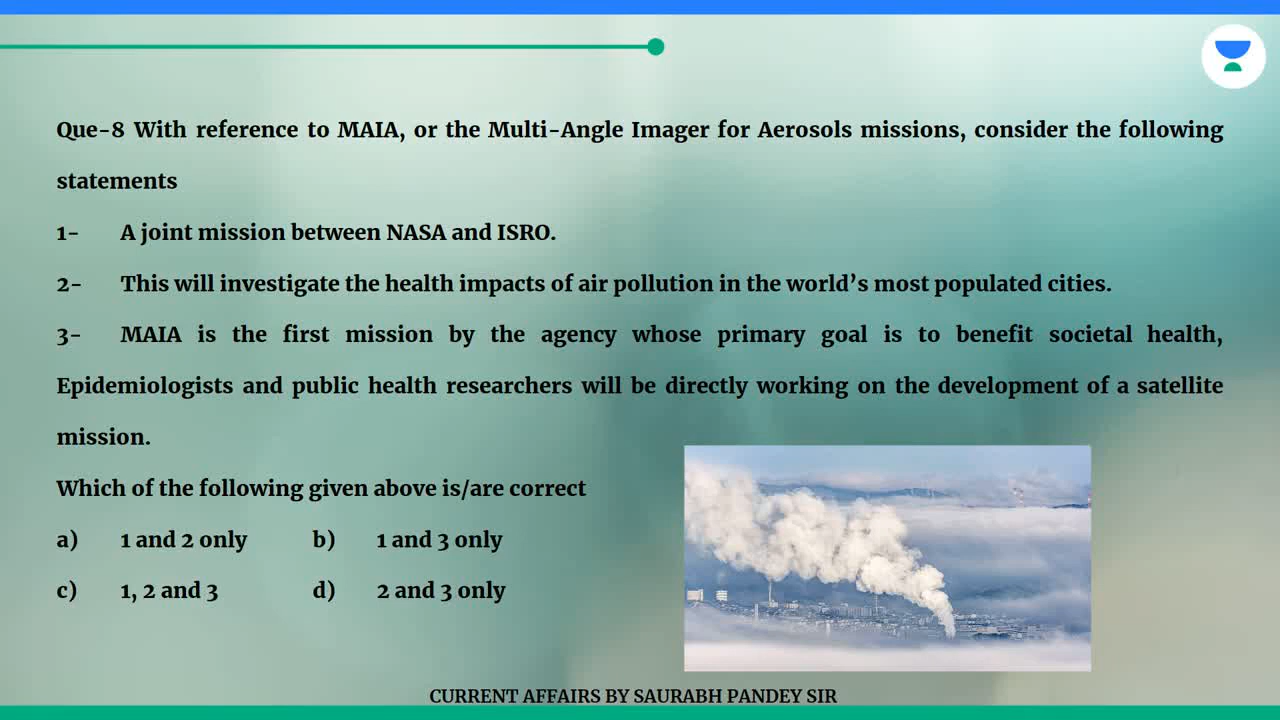 Que-8 With reference to MAIA, or the Multi-Angle Imager for Aerosols missions, consider the following
statements
1- A joint mission between NASA and ISRO.
2- This will investigate the health impacts of air pollution in the world’s most populated cities.
3- MAIA is the first mission by the agency whose primary goal is to benefit societal health,
Epidemiologists and public health researchers will be directly working on the development of a satellite
mission.
Which of the following given above is/are correct
a) 1 and 2 only b) 1 and 3 only
c) 1, 2 and 3 d) 2 and 3 only
CURRENT AFFAIRS BY SAURABH PANDEY SIR